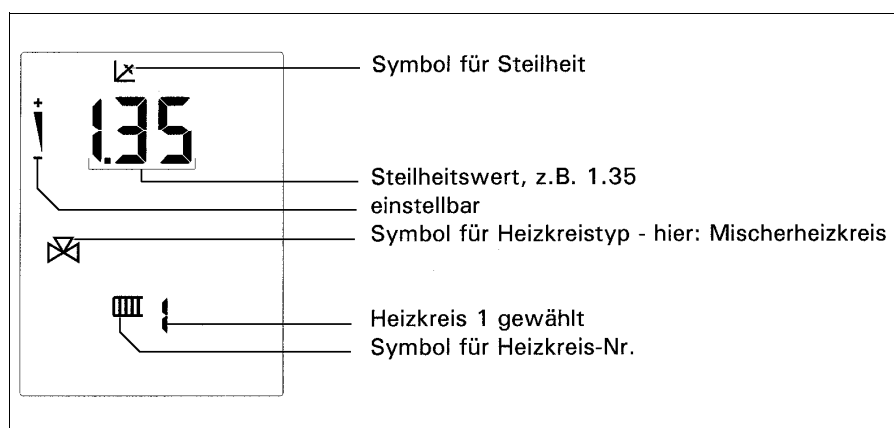 Symbol für Steilheit
+
1.35
-
Steilheitswert, z.B. 1.35
einstellbar
Symbol für Heizkreistyp - hier: Mischerheizkreis
1
Heizkreis 1 gewählt
Symbol für Heizkreis-Nr.